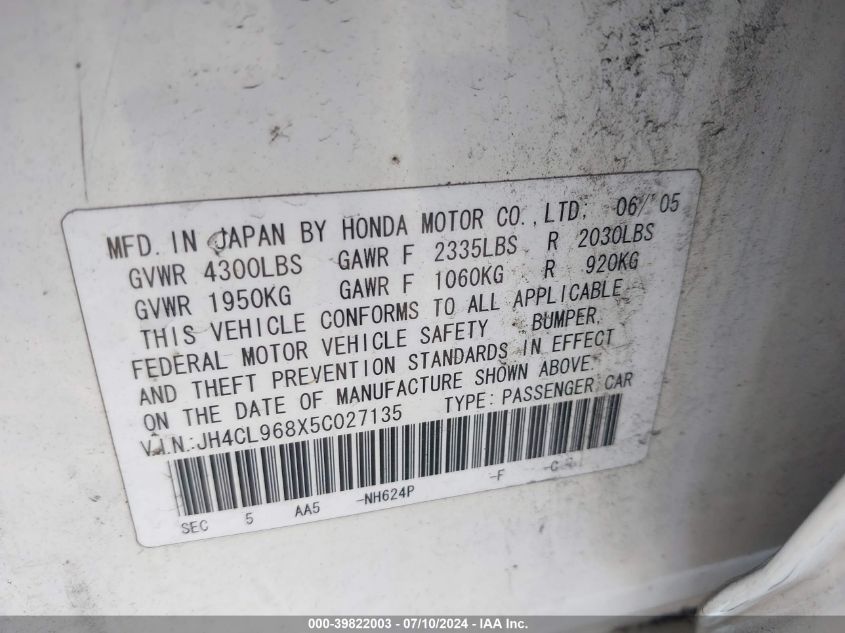 MFD. IN JAPAN BY HONDA MOTOR CO., LTD. 06/'05
GVWR 4300LBS GAWR F 2335LBS R 2030LBS
GVWR 1950KG GAWR F 1060KG R 920KG
THIS VEHICLE CONFORMS TO ALL APPLICABLE
FEDERAL MOTOR VEHICLE SAFETY BUMPER,
AND THEFT PREVENTION STANDARDS IN EFFECT
ON THE DATE OF MANUFACTURE SHOWN ABOVE.
V.I.N.:JH4CL968X5C027135 TYPE: PASSENGER CAR
SEC 5 AA5 -NH624P -F
000-39822003 - 07/10/2024 - IAA Inc.